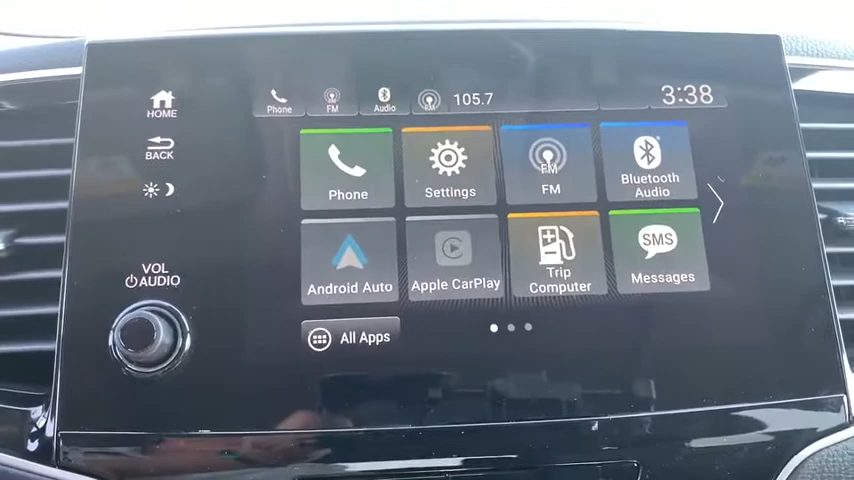 HOME
BACK
VOL
AUDIO
Phone
FM
Audio
FM
105.7
3:38
Phone
Settings
FM
FM
Bluetooth
Audio
Android Auto
Apple CarPlay
Trip
Computer
SMS
Messages
All Apps